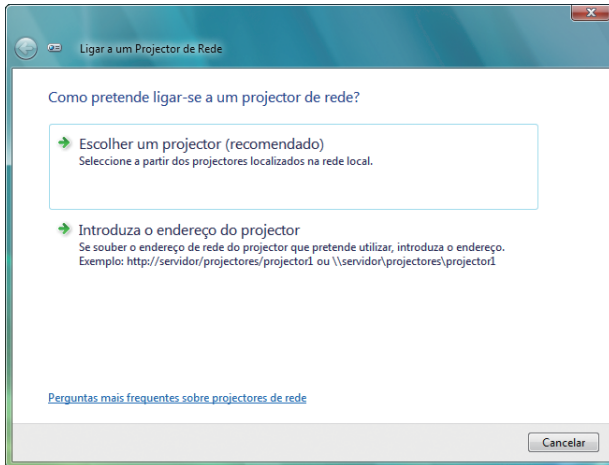 Ligar a um Projector de Rede
Como pretende ligar-se a um projector de rede?
Escolher um projector (recomendado)
Seleccione a partir dos projectores localizados na rede local.
Introduza o endereço do projector
Se souber o endereço de rede do projector que pretende utilizar, introduza o endereço.
Exemplo: http://servidor/projectores/projector1 ou \\servidor\projectores\projector1
Perguntas mais frequentes sobre projectores de rede
Cancelar